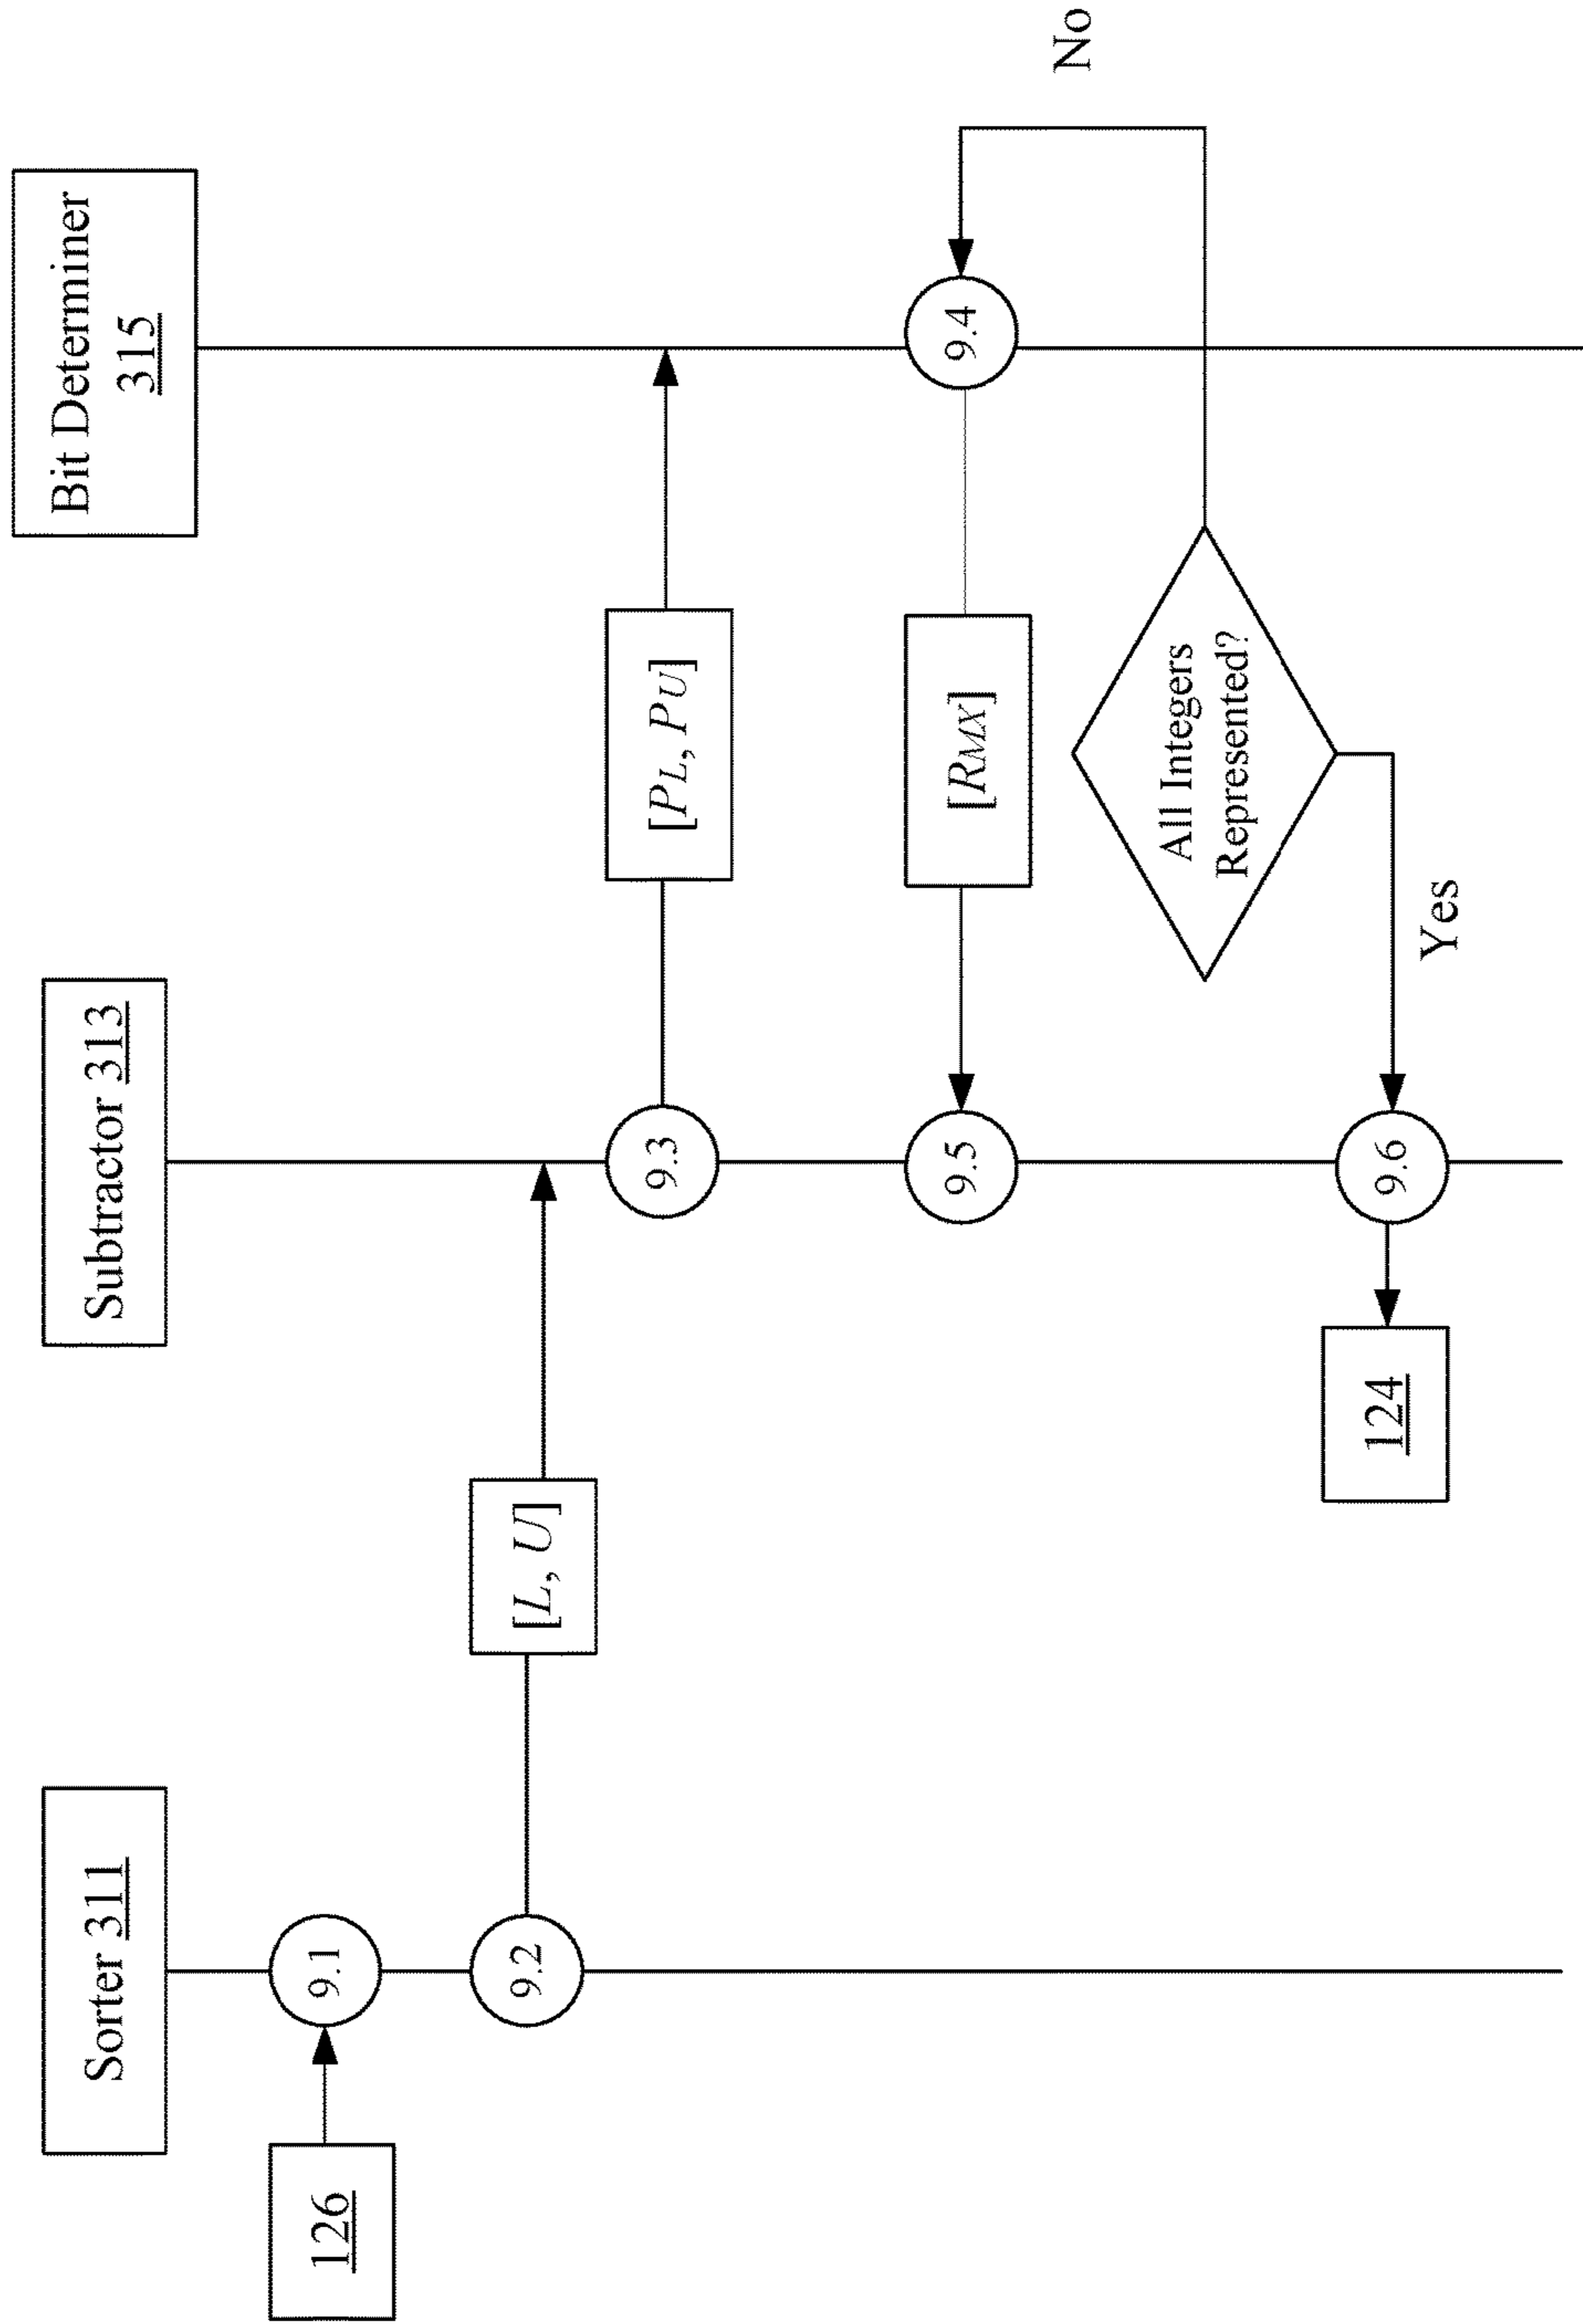 Sorter 311
Subtractor 313
Bit Determiner
315
126
9.1
9.2
[L, U]
9.3
[PL, PU]
9.4
[RMX]
9.5
All Integers
Represented?
No
Yes
9.6
124